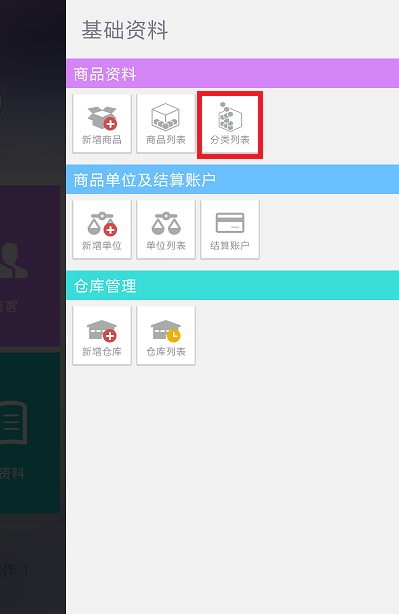 基础资料
商品资料
新增商品
商品列表
分类列表
商品单位及结算账户
新增单位
单位列表
结算账户
仓库管理
新增仓库
仓库列表
客
资料
作！